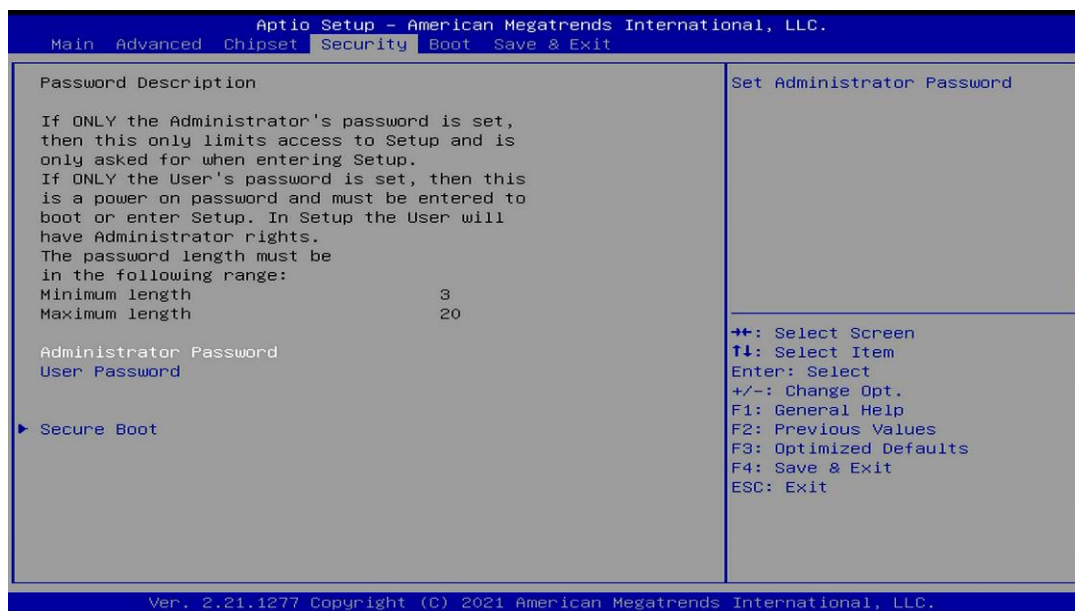 Aptio Setup – American Megatrends International, LLC.
Main Advanced Chipset Security Boot Save & Exit
Password Description
If ONLY the Administrator's password is set,
then this only limits access to Setup and is
only asked for when entering Setup.
If ONLY the User's password is set, then this
is a power on password and must be entered to
boot or enter Setup. In Setup the User will
have Administrator rights.
The password length must be
in the following range:
Minimum length 3
Maximum length 20
Administrator Password
User Password
► Secure Boot
Set Administrator Password
→←: Select Screen
↑↓: Select Item
Enter: Select
+/-: Change Opt.
F1: General Help
F2: Previous Values
F3: Optimized Defaults
F4: Save & Exit
ESC: Exit
Ver. 2.21.1277 Copyright (C) 2021 American Megatrends International, LLC.